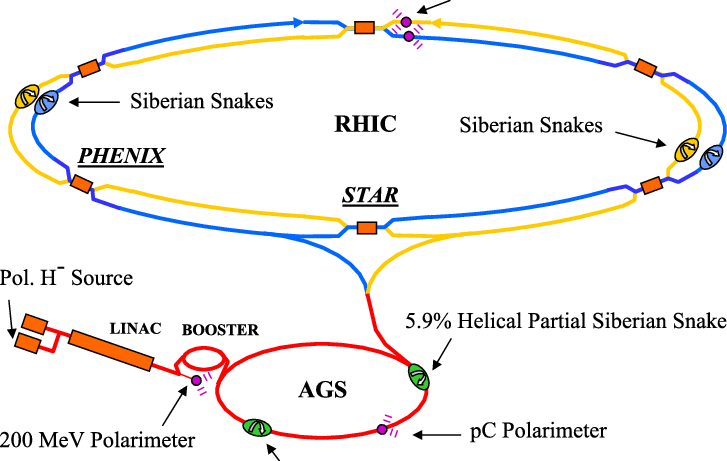 Siberian Snakes
RHIC
Siberian Snakes
PHENIX
STAR
Pol. H⁻ Source
LINAC
BOOSTER
5.9% Helical Partial Siberian Snake
AGS
200 MeV Polarimeter
pC Polarimeter